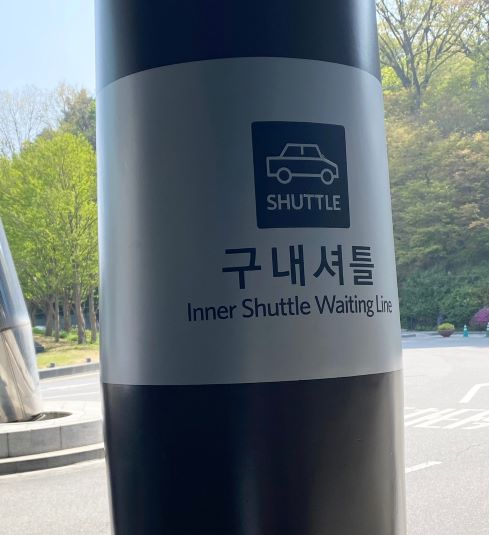 SHUTTLE
구내셔틀
Inner Shuttle Waiting Line